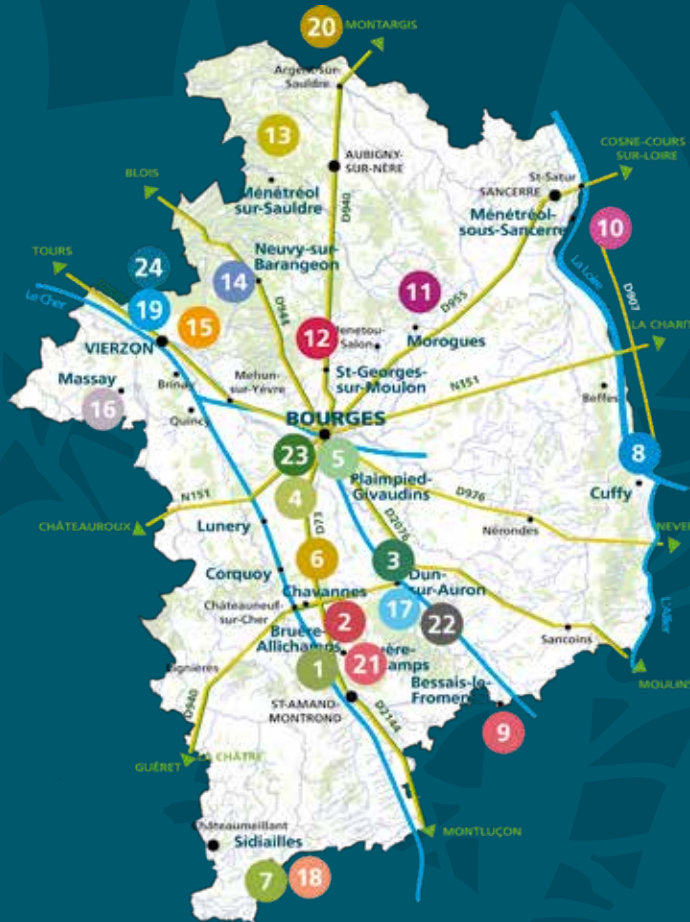 20
MONTARGIS
Argent-sur-
Sauldre
13
AUBIGNY-
SUR-NÈRE
COSNE-COURS
SUR-LOIRE
BLOIS
Ménétréol
sur-Sauldre
D940
St-Satur
SANCERRE
Ménétréol-
sous-Sancerre
10
TOURS
24
Neuvy-sur-
Barangeon
14
La Loire
D907
Le Cher
19
15
D944
11
D955
12
LA CHARITÉ
VIERZON
Morogues
Salon
Massay
Brinay
Mehun-
sur-Yèvre
St-Georges-
sur-Moulon
N151
Beffes
16
Quincy
BOURGES
23
5
8
Plaimpied-
Givaudins
Cuffy
4
N151
D976
CHÂTEAUROUX
Lunery
D73
D2076
Nérondes
NEVE
6
3
Corquoy
Dun-
sur-Auron
Chavannes
Châteauneuf-
sur-Cher
17
22
L'Allier
2
Bruère-
Allichamps
Sancoins
21
1
Lignières
Bessais-le-
Fromen
MOULINS
ST-AMAND-
MONTROND
D940
D2144
9
GUÉRET
LA CHÂTRE
Châteaumeillant
MONTLUÇON
Sidiailles
7
18